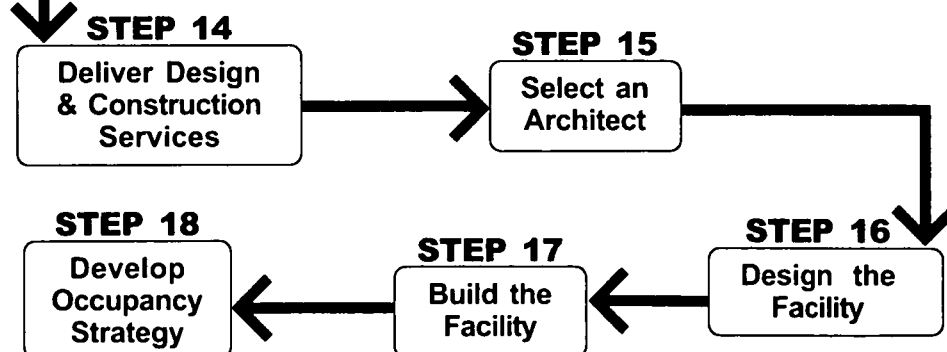 STEP 14
Deliver Design
& Construction
Services
STEP 15
Select an
Architect
STEP 16
Design the
Facility
STEP 17
Build the
Facility
STEP 18
Develop
Occupancy
Strategy